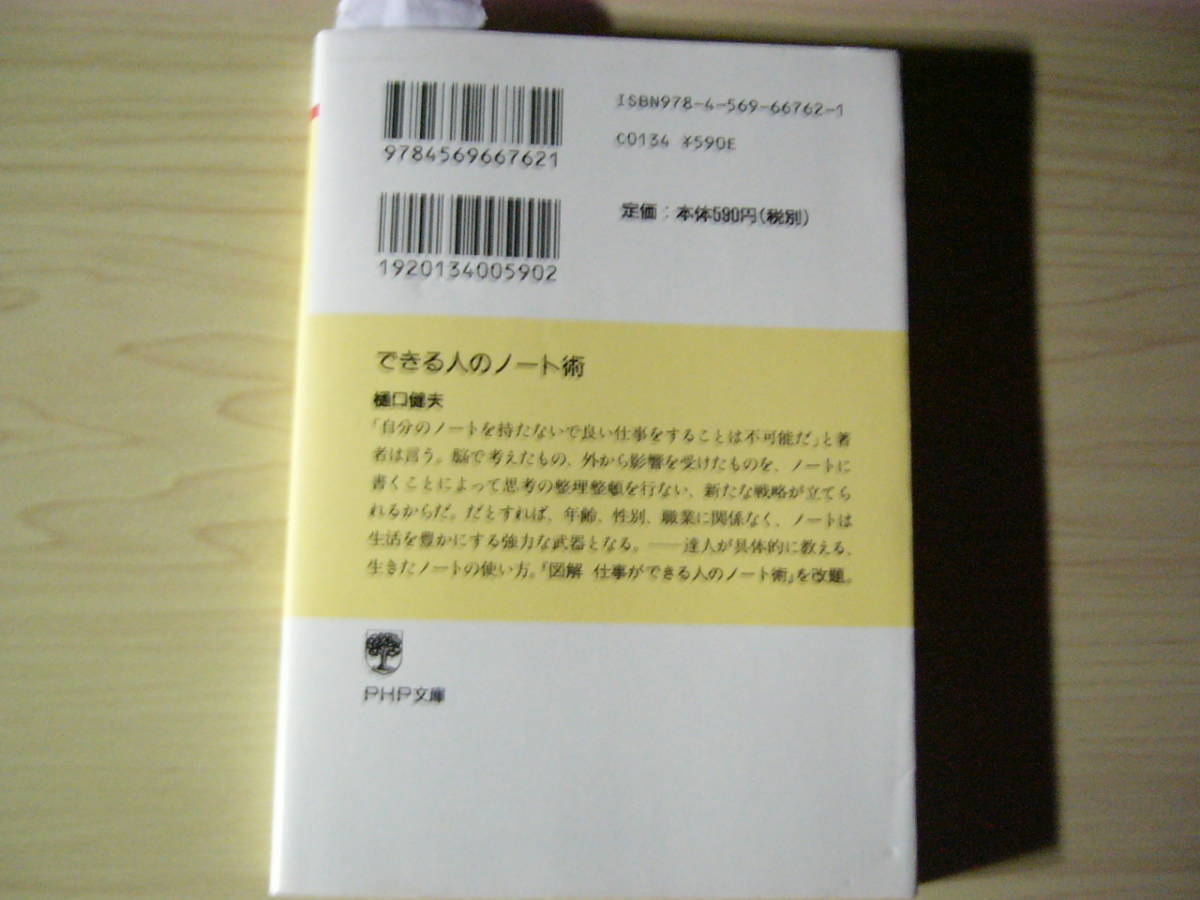 9784569667621
ISBN978-4-569-66762-1
C0134 ¥590E
1920134005902
定価：本体590円(税別)
できる人のノート術
樋口健夫
「自分のノートを持たないで良い仕事をすることは不可能だ」と著
者は言う。脳で考えたもの、外から影響を受けたものを、ノートに
書くことによって思考の整理整頓を行ない、新たな戦略が立てら
れるからだ。だとすれば、年齢、性別、職業に関係なく、ノートは
生活を豊かにする強力な武器となる。——達人が具体的に教える、
生きたノートの使い方。『図解 仕事ができる人のノート術』を改題。
PHP文庫